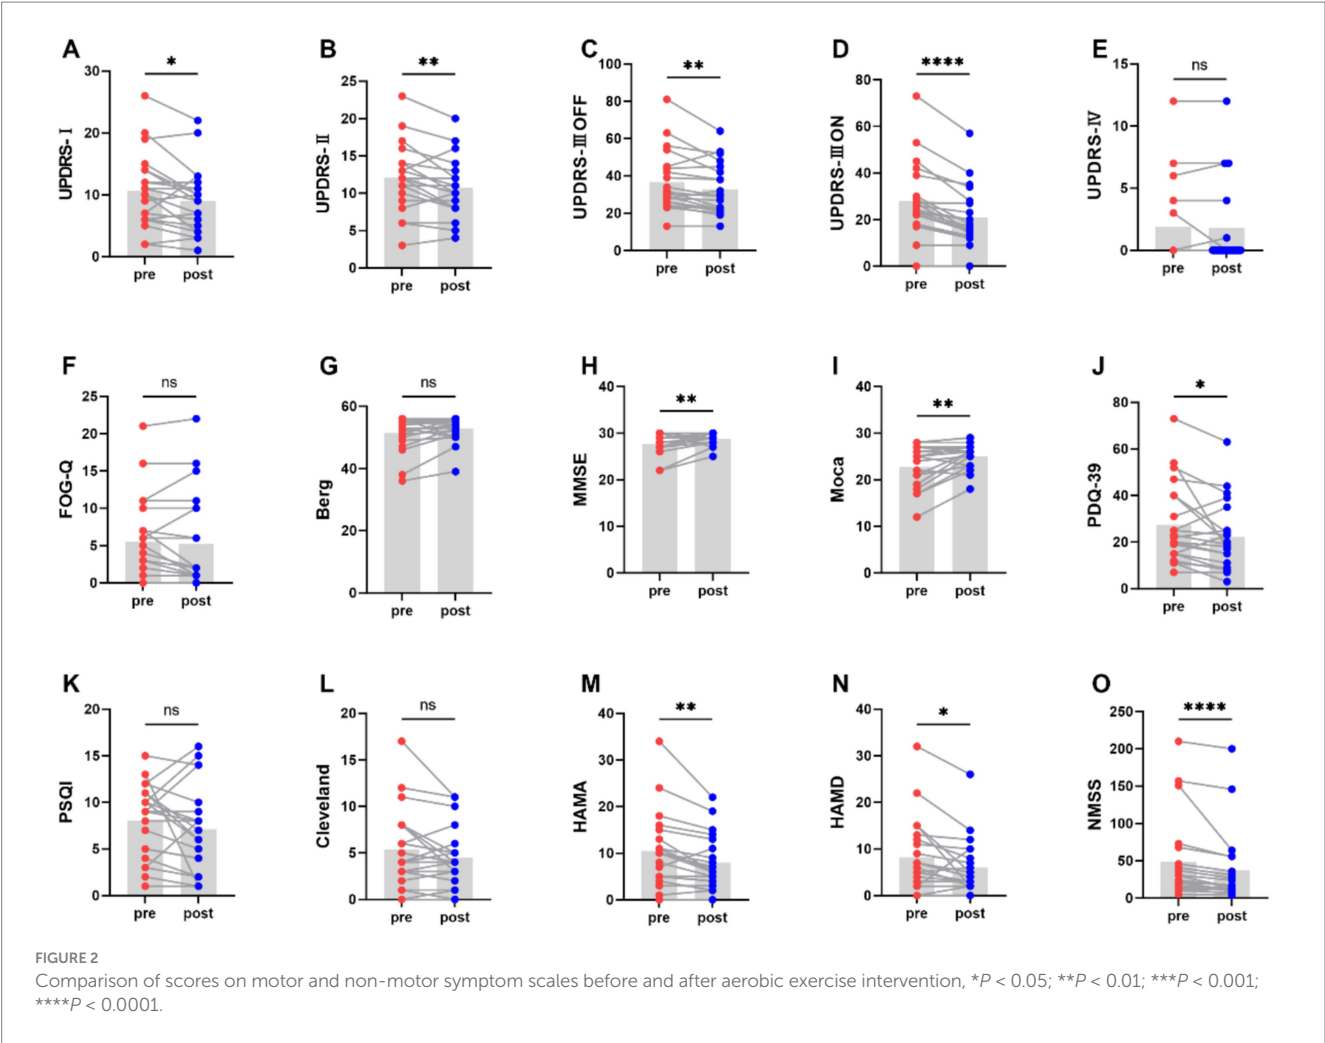 A
B
C
D
E
*
**
**
****
ns
UPDRS-Ⅰ
30
20
10
0
pre
post
UPDRS-Ⅱ
25
20
15
10
5
0
pre
post
UPDRS-ⅢOFF
100
80
60
40
20
0
pre
post
UPDRS-ⅢON
80
60
40
20
0
pre
post
UPDRS-Ⅳ
15
10
5
0
pre
post
F
G
H
I
J
ns
ns
**
**
*
FOG-Q
25
20
15
10
5
0
pre
post
Berg
60
40
20
0
pre
post
MMSE
40
30
20
10
0
pre
post
Moca
40
30
20
10
0
pre
post
PDQ-39
80
60
40
20
0
pre
post
K
L
M
N
O
ns
ns
**
*
****
PSQI
20
15
10
5
0
pre
post
Cleveland
20
15
10
5
0
pre
post
HAMA
40
30
20
10
0
pre
post
HAMD
40
30
20
10
0
pre
post
NMSS
250
200
150
100
50
0
pre
post
FIGURE 2
Comparison of scores on motor and non-motor symptom scales before and after aerobic exercise intervention, *P < 0.05; **P < 0.01; ***P < 0.001;
****P < 0.0001.